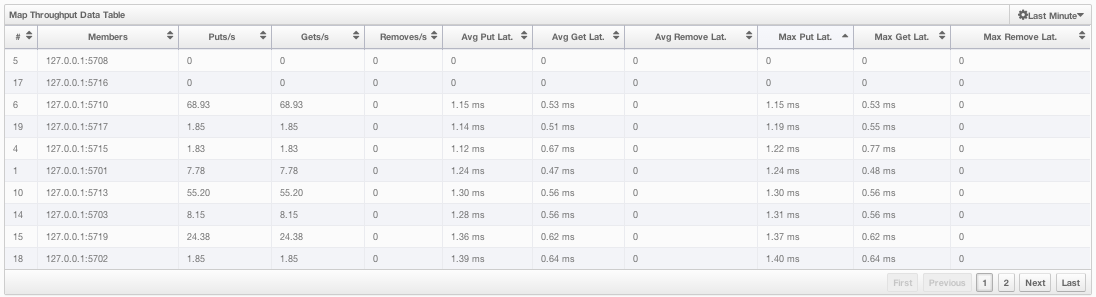 Map Throughput Data Table Last Minute
# Members Puts/s Gets/s Removes/s Avg Put Lat. Avg Get Lat. Avg Remove Lat. Max Put Lat. Max Get Lat. Max Remove Lat.
5 127.0.0.1:5708 0 0 0 0 0 0 0 0 0
17 127.0.0.1:5716 0 0 0 0 0 0 0 0 0
6 127.0.0.1:5710 68.93 68.93 0 1.15 ms 0.53 ms 0 1.15 ms 0.53 ms 0
19 127.0.0.1:5717 1.85 1.85 0 1.14 ms 0.51 ms 0 1.19 ms 0.55 ms 0
4 127.0.0.1:5715 1.83 1.83 0 1.12 ms 0.67 ms 0 1.22 ms 0.77 ms 0
1 127.0.0.1:5701 7.78 7.78 0 1.24 ms 0.47 ms 0 1.24 ms 0.48 ms 0
10 127.0.0.1:5713 55.20 55.20 0 1.30 ms 0.56 ms 0 1.30 ms 0.56 ms 0
14 127.0.0.1:5703 8.15 8.15 0 1.28 ms 0.56 ms 0 1.31 ms 0.56 ms 0
15 127.0.0.1:5719 24.38 24.38 0 1.36 ms 0.62 ms 0 1.37 ms 0.62 ms 0
18 127.0.0.1:5702 1.85 1.85 0 1.39 ms 0.64 ms 0 1.40 ms 0.64 ms 0
First Previous 1 2 Next Last